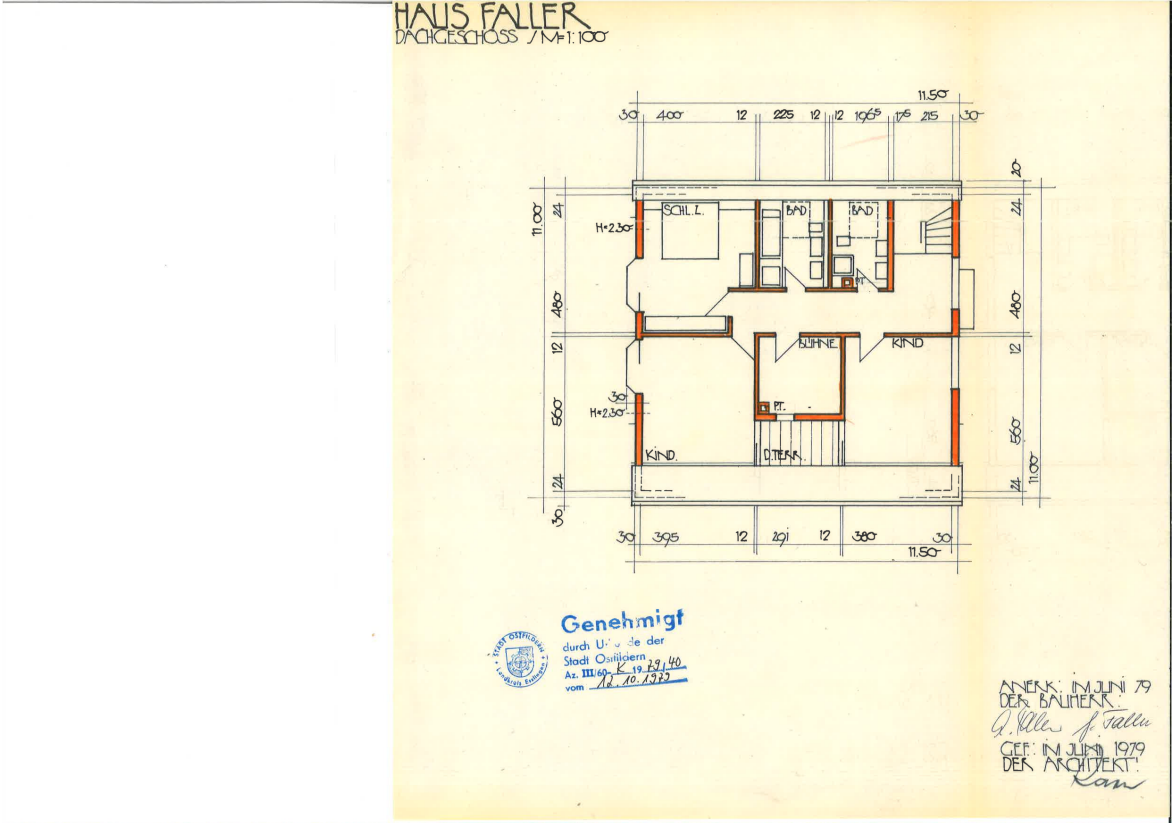 HAUS FALLER
DACHGESCHOSS / M=1:100
11.50
30 400 12 225 12 12 196⁵ 17⁵ 215 30
20
24 24
11.00
SCHL.Z. BAD BAD
H=2.30
P.T.
480 480
12 12
BÜHNE KIND
30
H=2.30
P.T.
560 560
KIND. D.TERR.
11.00
24 24
30
30 395 12 291 12 380 30
11.50
Genehmigt
durch der
Stadt Ostfildern
Az. III/60- K 19 79/40
vom 12.10.1979
STADT OSTFILDERN
Landkreis Esslingen
ANERK: IM JUNI 79
DER BAUHERR:
Faller
GEF: IM JUNI 1979
DER ARCHITEKT: